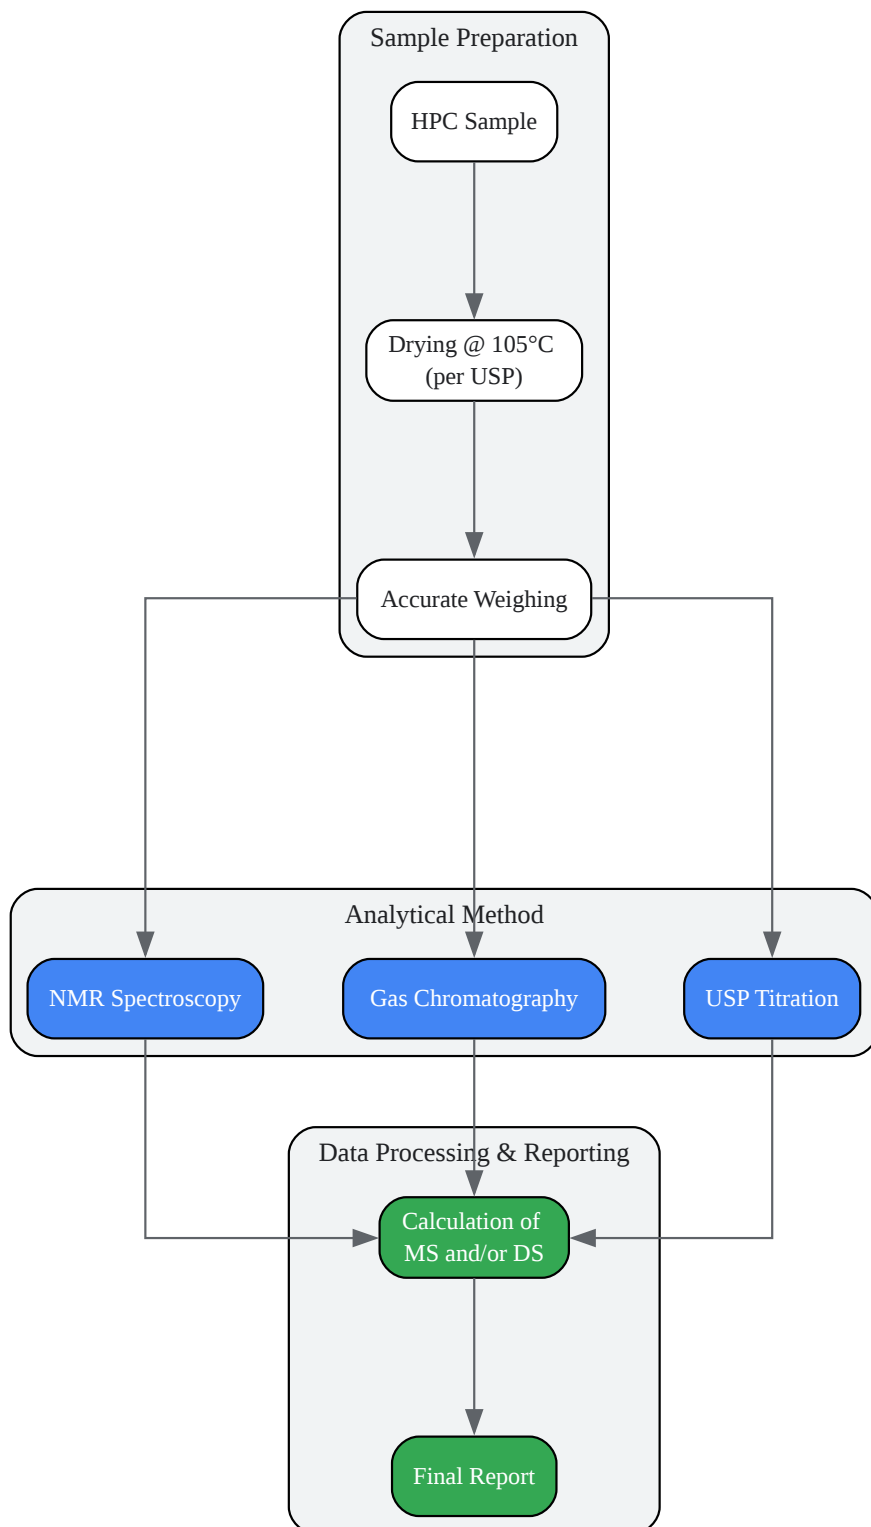 Sample Preparation
HPC Sample
Drying @ 105°C
(per USP)
Accurate Weighing
Analytical Method
NMR Spectroscopy
Gas Chromatography
USP Titration
Data Processing & Reporting
Calculation of
MS and/or DS
Final Report